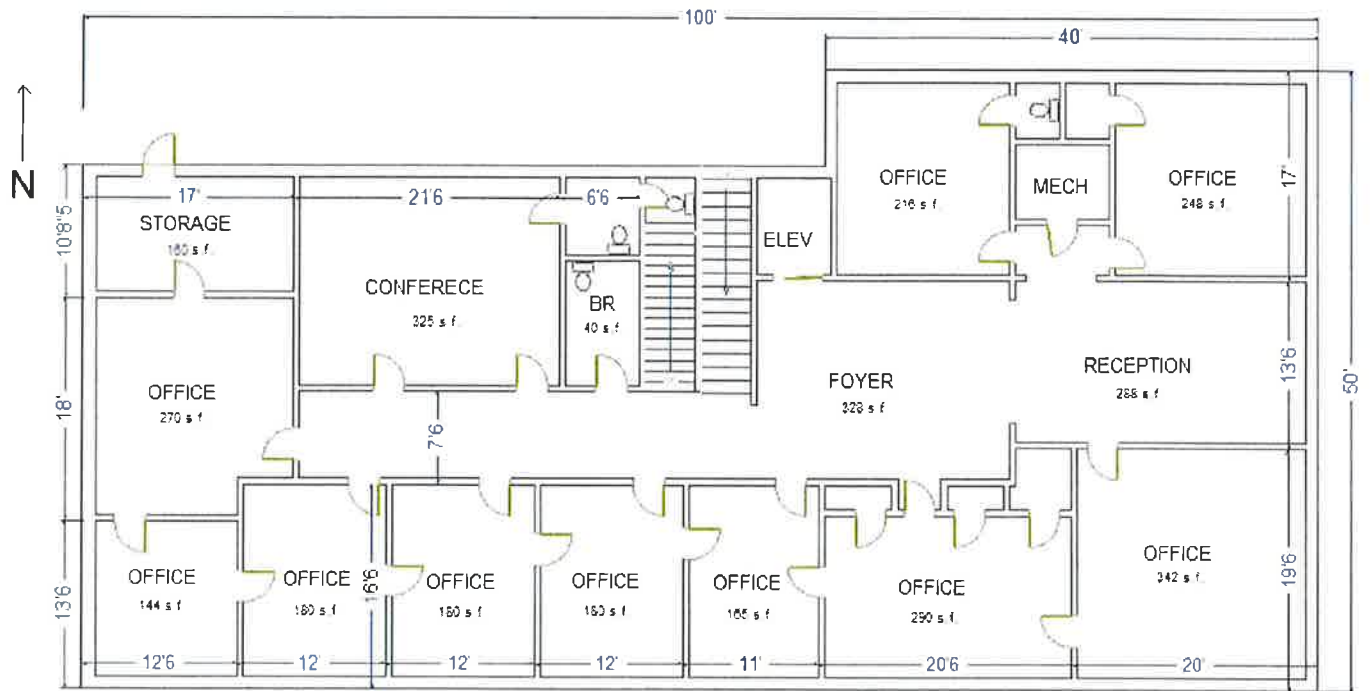 100'
40'
N
17'
21'6
6'6
OFFICE
216 s.f.
MECH
OFFICE
248 s.f.
17'
10'8"5
STORAGE
160 s.f.
ELEV
CONFERECE
325 s.f.
BR
40 s.f.
OFFICE
270 s.f.
18'
7'6
FOYER
328 s.f.
RECEPTION
288 s.f.
13'6
50'
OFFICE
144 s.f.
OFFICE
180 s.f.
16'6
OFFICE
180 s.f.
OFFICE
180 s.f.
OFFICE
165 s.f.
OFFICE
290 s.f.
OFFICE
342 s.f.
19'6
13'6
12'6
12'
12'
12'
11'
20'6
20'